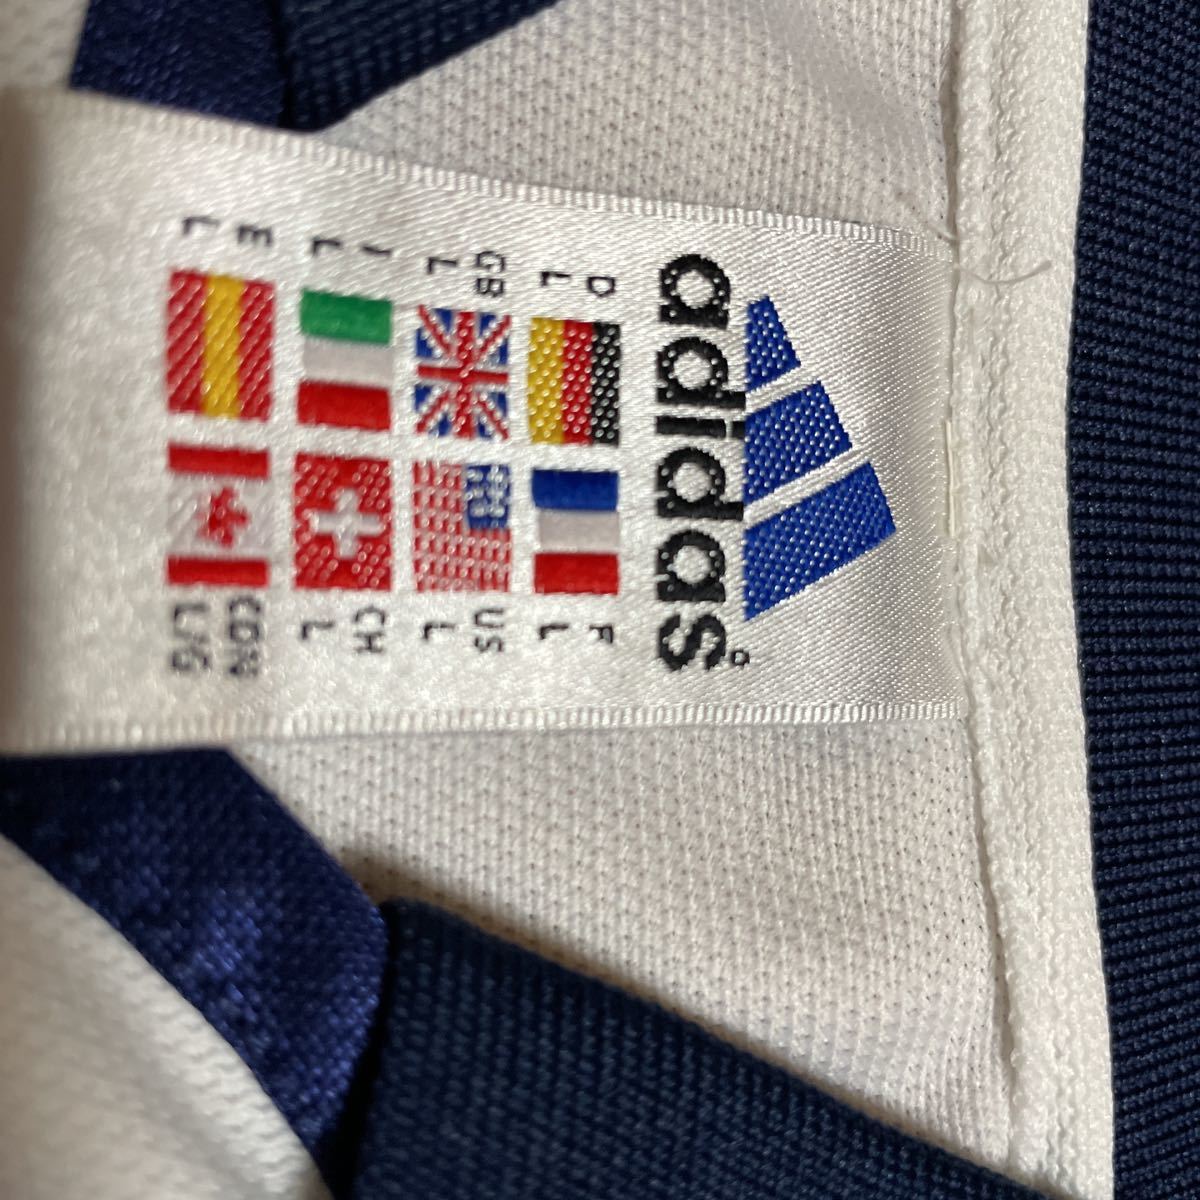 adidas
D F
L L
GB US
L L
I CH
L L
E CDN
L L/G